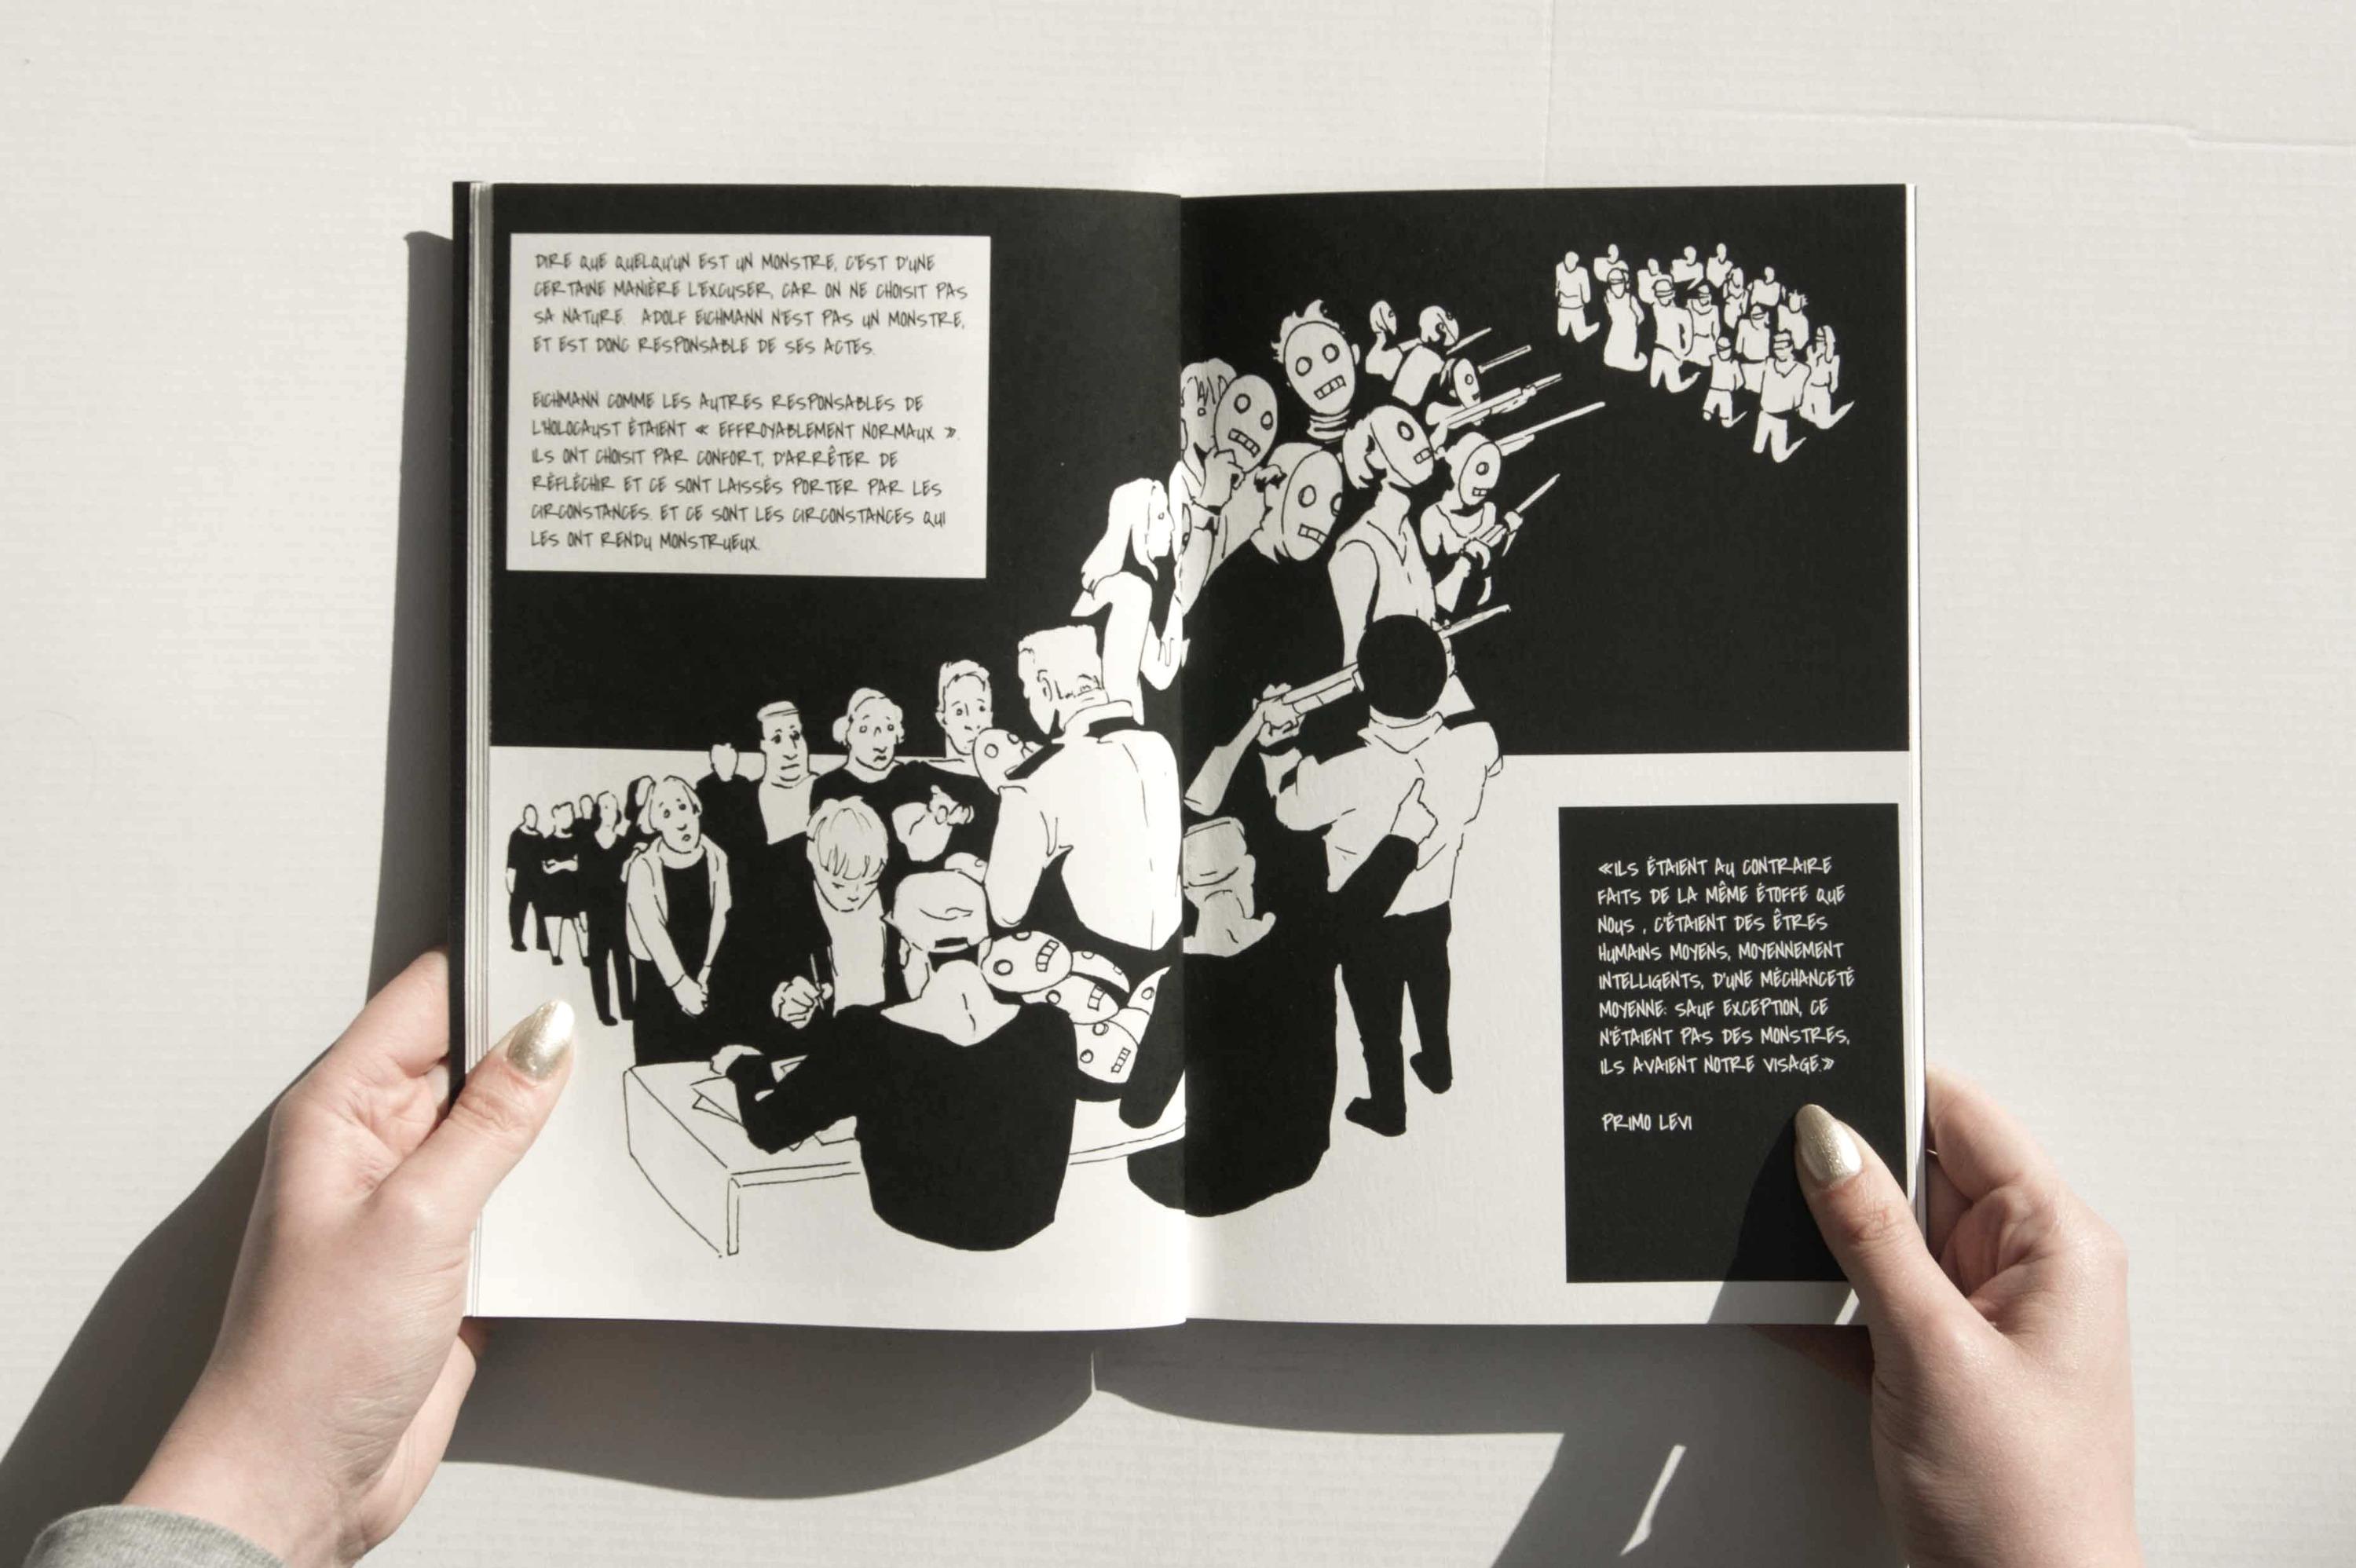 DIRE QUE QUELQU'UN EST UN MONSTRE, C'EST D'UNE
CERTAINE MANIÈRE L'EXCUSER, CAR ON NE CHOISIT PAS
SA NATURE. ADOLF EICHMANN N'EST PAS UN MONSTRE,
ET EST DONC RESPONSABLE DE SES ACTES.
EICHMANN COMME LES AUTRES RESPONSABLES DE
L'HOLOCAUST ÉTAIENT « EFFROYABLEMENT NORMAUX ».
ILS ONT CHOISIT PAR CONFORT, D'ARRÊTER DE
RÉFLÉCHIR ET CE SONT LAISSÉS PORTER PAR LES
CIRCONSTANCES. ET CE SONT LES CIRCONSTANCES QUI
LES ONT RENDU MONSTRUEUX.
«ILS ÉTAIENT AU CONTRAIRE
FAITS DE LA MÊME ÉTOFFE QUE
NOUS , C'ÉTAIENT DES ÊTRES
HUMAINS MOYENS, MOYENNEMENT
INTELLIGENTS, D'UNE MÉCHANCETÉ
MOYENNE: SAUF EXCEPTION, CE
N'ÉTAIENT PAS DES MONSTRES,
ILS AVAIENT NOTRE VISAGE.»
PRIMO LEVI